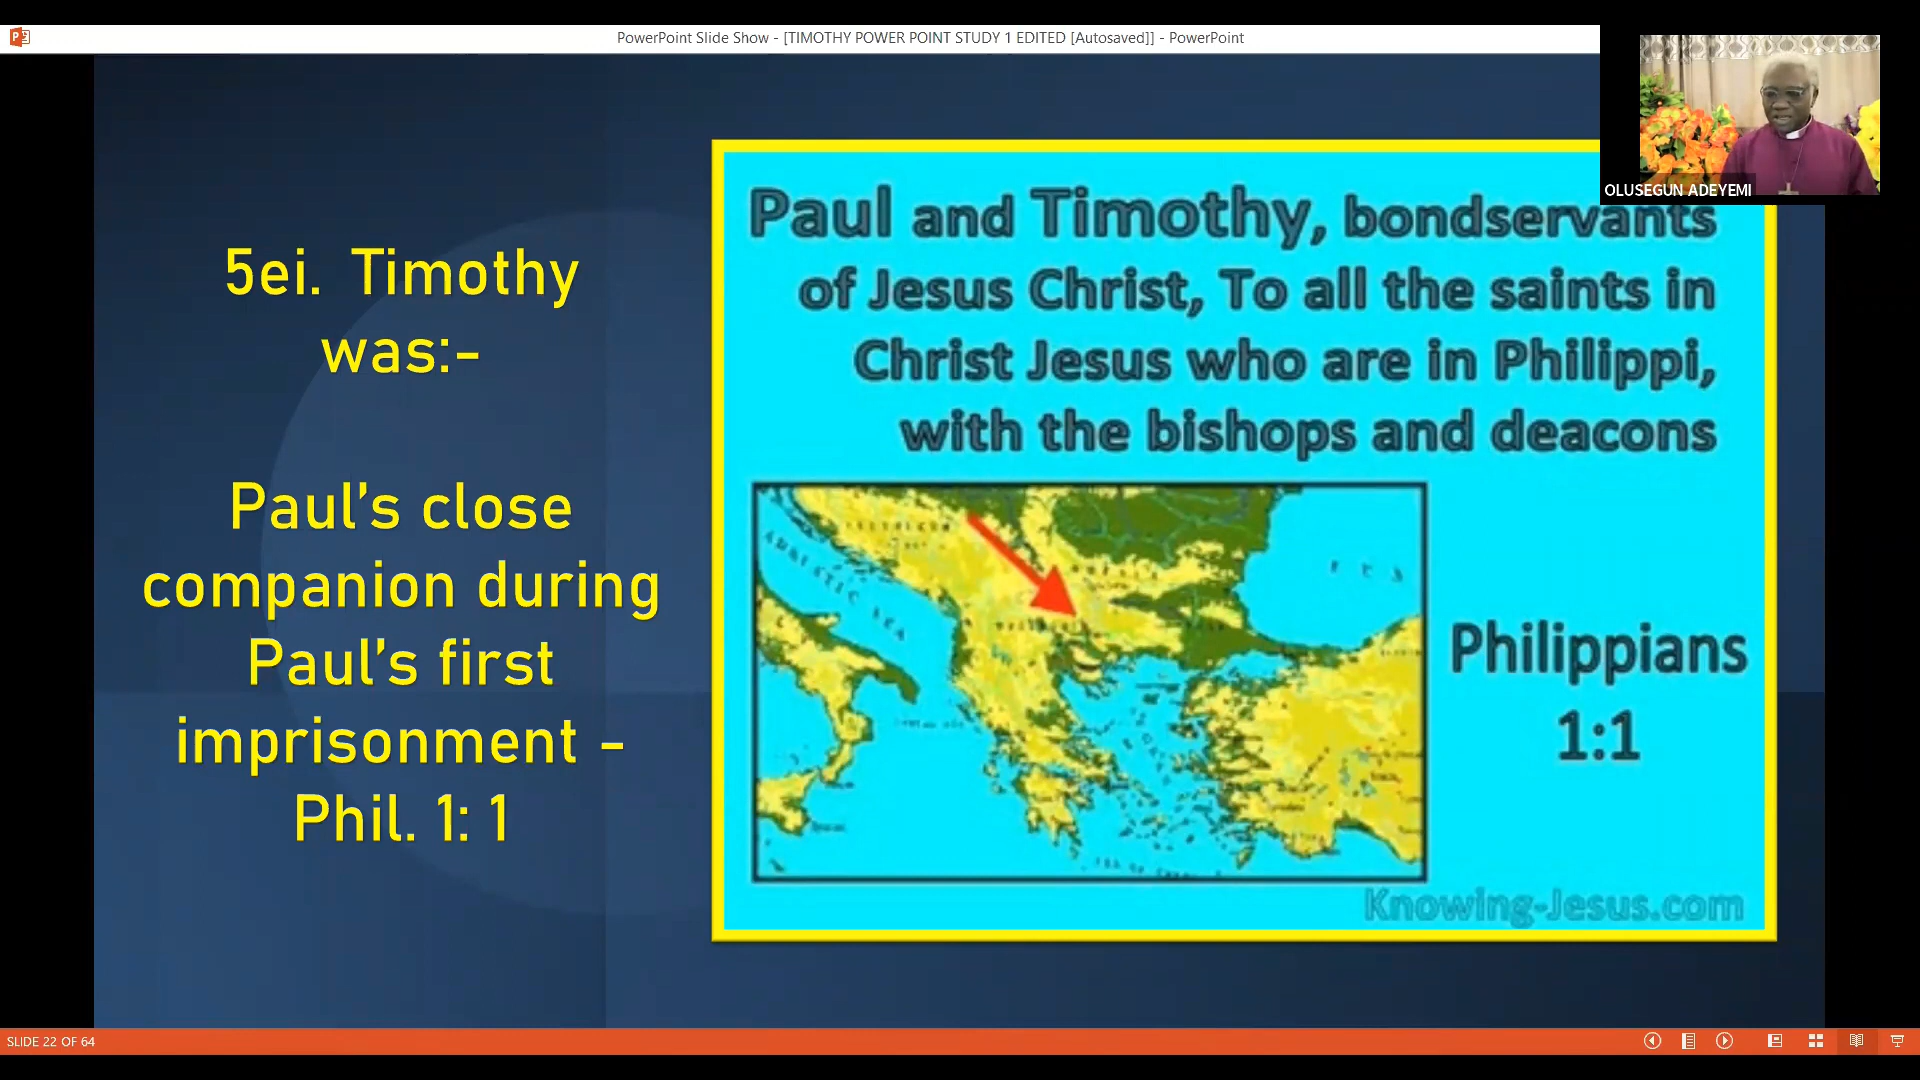 PowerPoint Slide Show - [TIMOTHY POWER POINT STUDY 1 EDITED [Autosaved]] - PowerPoint
OLUSEGUN ADEYEMI
5ei. Timothy
was:-
Paul’s close
companion during
Paul’s first
imprisonment -
Phil. 1: 1
Paul and Timothy, bondservants
of Jesus Christ, To all the saints in
Christ Jesus who are in Philippi,
with the bishops and deacons
ADRIATIC SEA
Philippians
1:1
Knowing-Jesus.com
SLIDE 22 OF 64